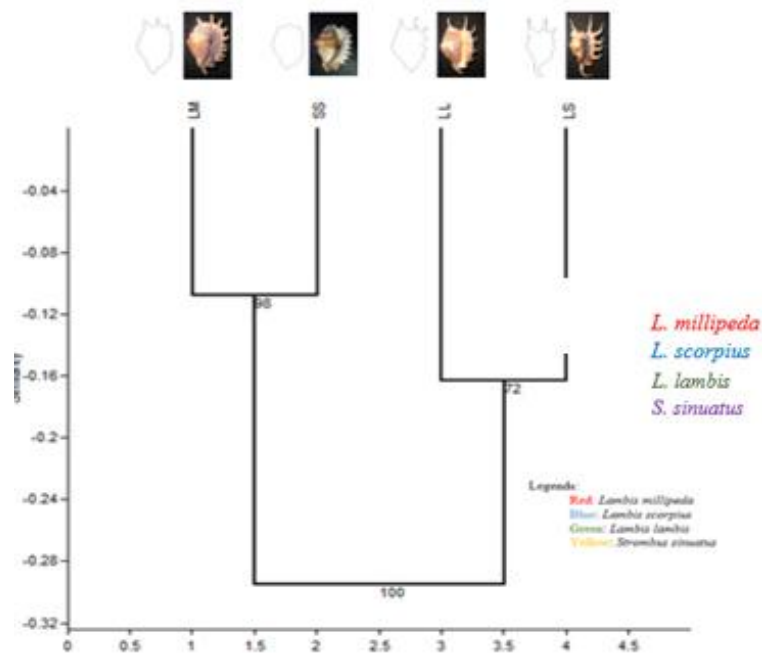 LM
SS
LL
LS
-0.04
-0.08
-0.12
-0.16
-0.2
-0.24
-0.28
-0.32
98
72
100
0 0.5 1 1.5 2 2.5 3 3.5 4 4.5
L. millipeda
L. scorpius
L. lambis
S. sinuatus
Legends:
Red: Lambis millipeda
Blue: Lambis scorpius
Green: Lambis lambis
Yellow: Strombus sinuatus